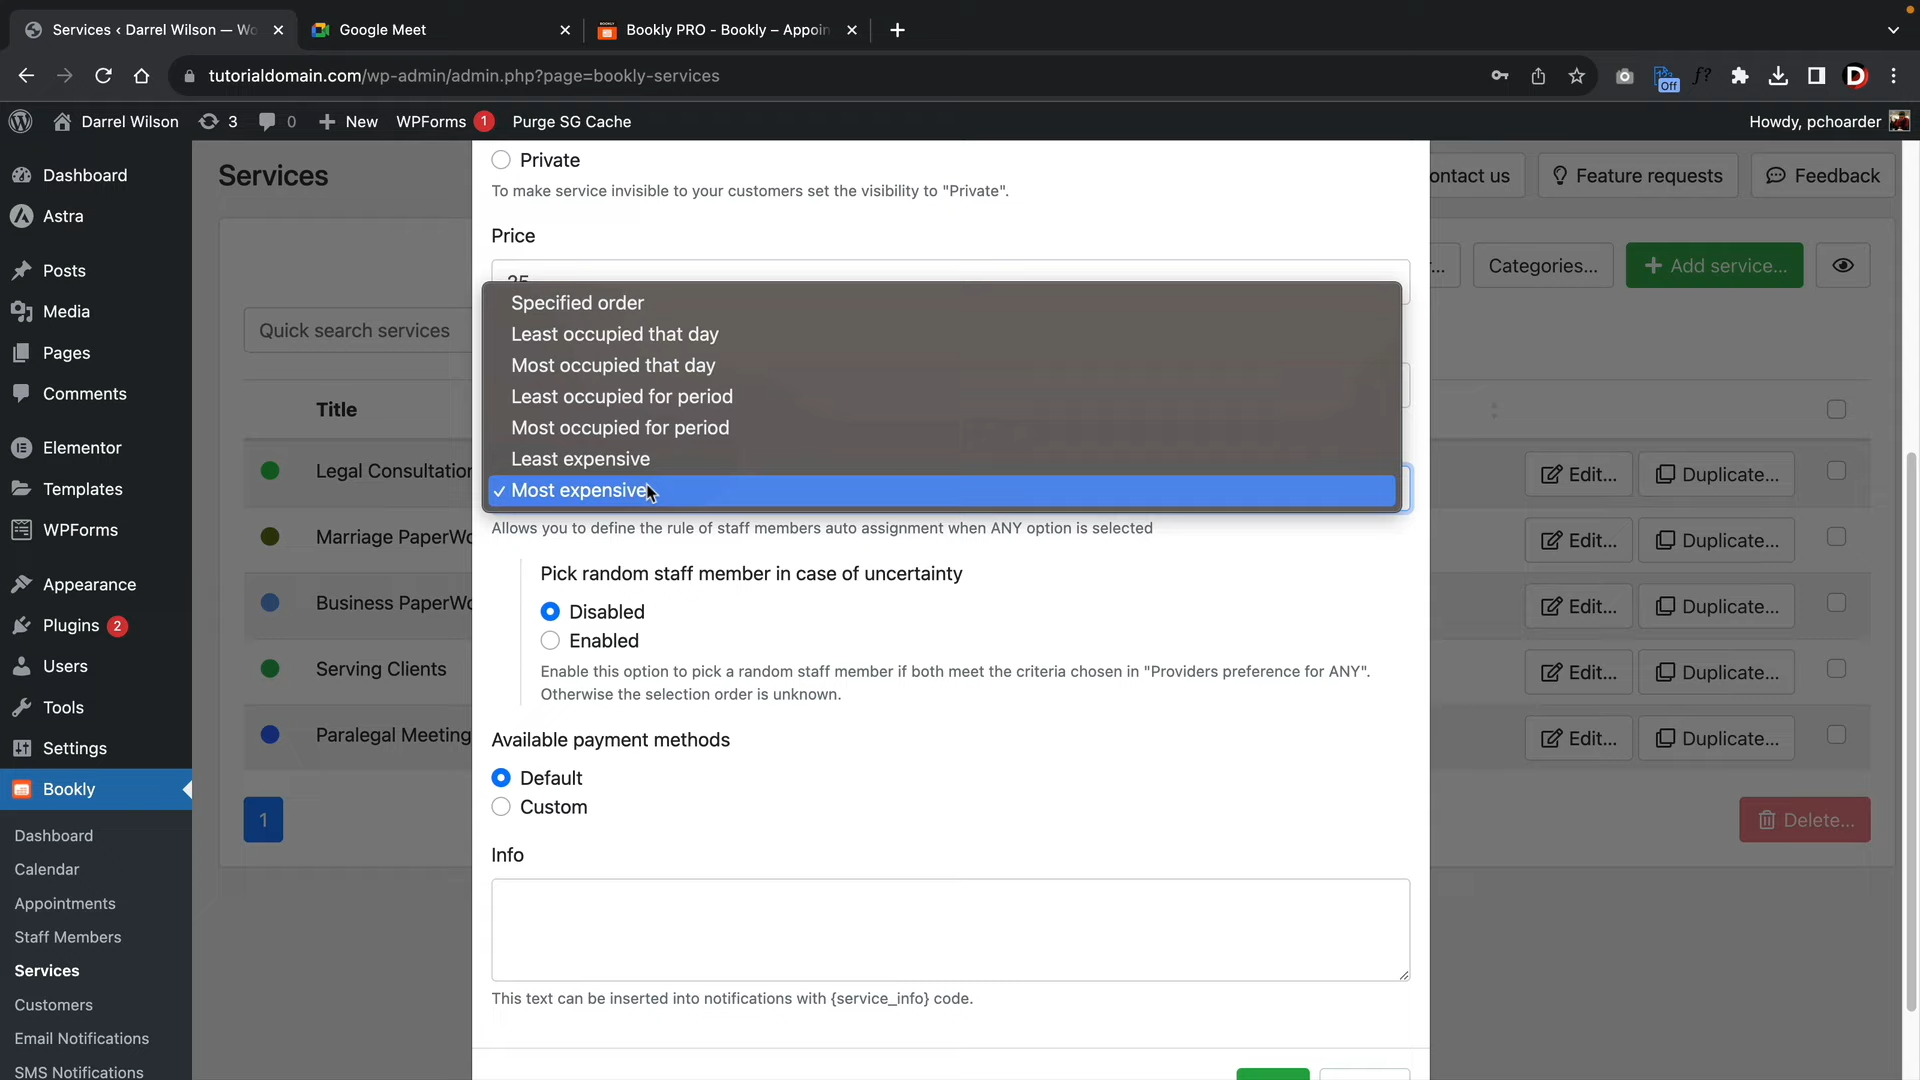 Services ‹ Darrel Wilson — Wo
Google Meet
Bookly PRO - Bookly – Appoin
tutorialdomain.com/wp-admin/admin.php?page=bookly-services
f?
Off
D
Darrel Wilson
3
0
New
WPForms 1
Purge SG Cache
Howdy, pchoarder
Dashboard
Astra
Posts
Media
Pages
Comments
Elementor
Templates
WPForms
Appearance
Plugins 2
Users
Tools
Settings
Bookly
Dashboard
Calendar
Appointments
Staff Members
Services
Customers
Email Notifications
SMS Notifications
Services
ontact us
Feature requests
Feedback
...
Categories...
Add service...
Quick search services
Title
Legal Consultation
Edit...
Duplicate...
Marriage PaperWo
Edit...
Duplicate...
Business PaperWo
Edit...
Duplicate...
Serving Clients
Edit...
Duplicate...
Paralegal Meeting
Edit...
Duplicate...
1
Delete...
Private
To make service invisible to your customers set the visibility to "Private".
Price
25
Specified order
Least occupied that day
Most occupied that day
Least occupied for period
Most occupied for period
Least expensive
✓ Most expensive
Allows you to define the rule of staff members auto assignment when ANY option is selected
Pick random staff member in case of uncertainty
Disabled
Enabled
Enable this option to pick a random staff member if both meet the criteria chosen in "Providers preference for ANY".
Otherwise the selection order is unknown.
Available payment methods
Default
Custom
Info
This text can be inserted into notifications with {service_info} code.